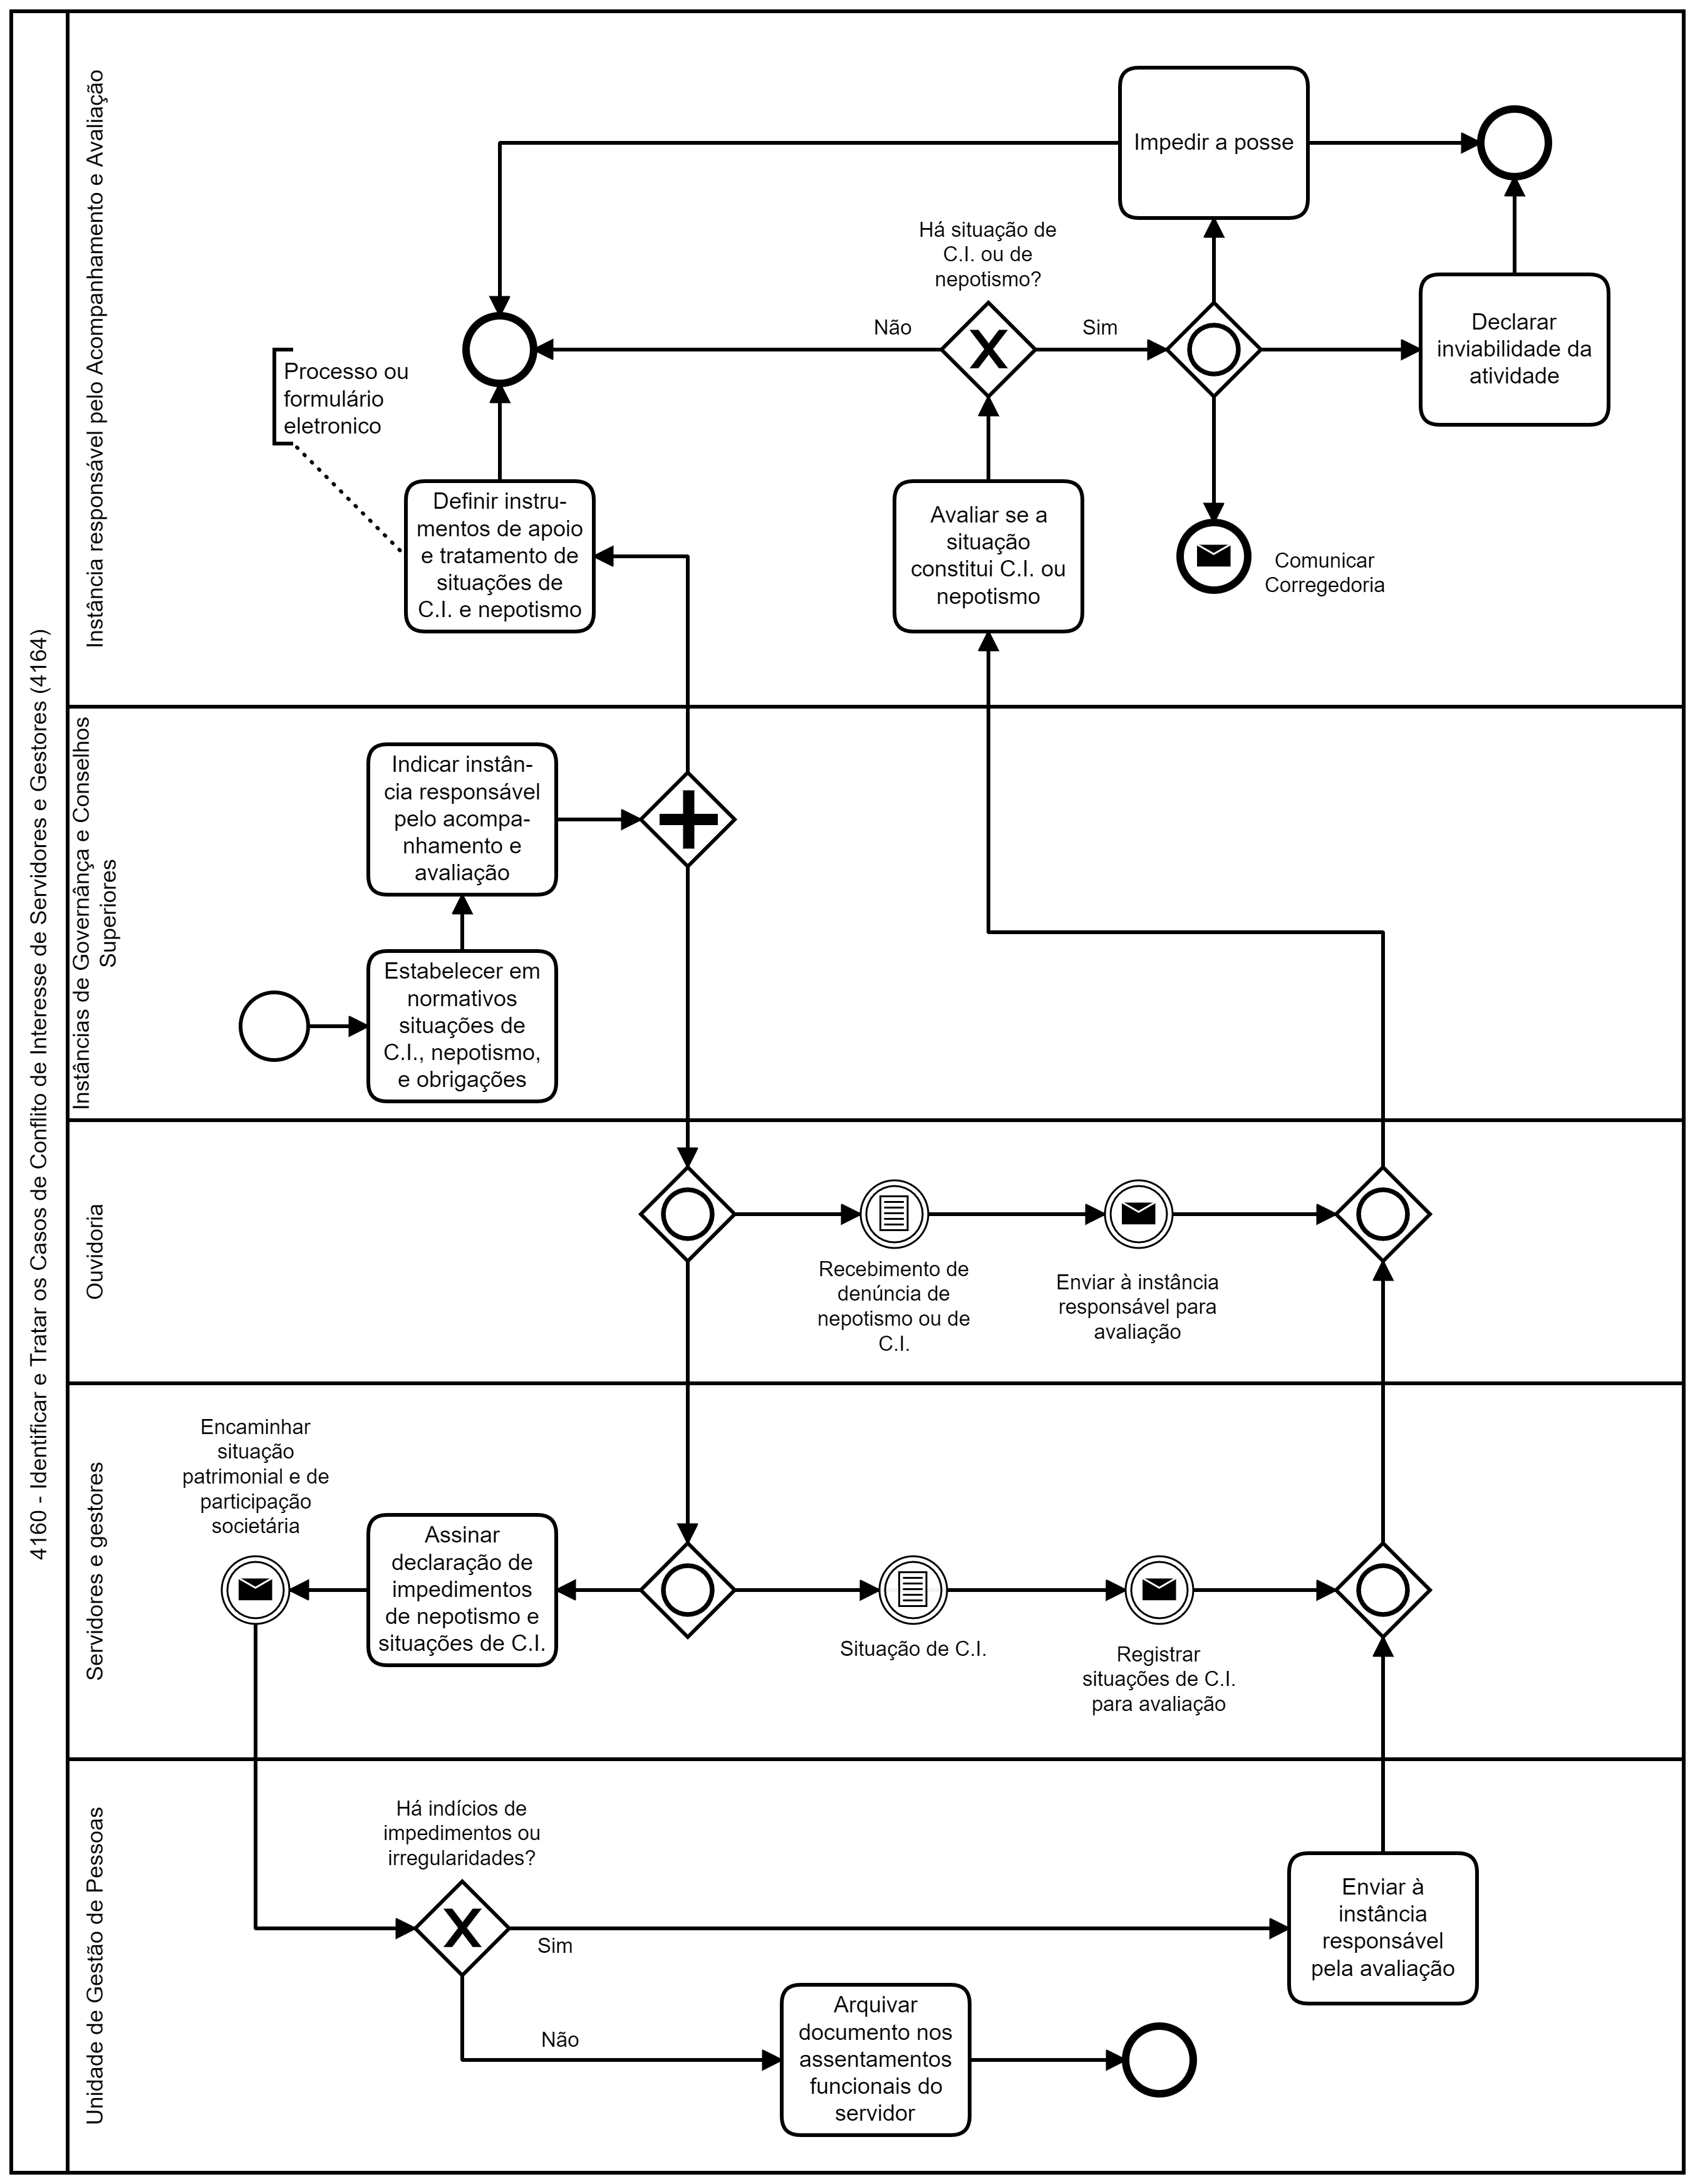 4160 - Identificar e Tratar os Casos de Conflito de Interesse de Servidores e Gestores (4164)
Instância responsável pelo Acompanhamento e Avaliação
Impedir a posse
Há situação de
C.I. ou de
nepotismo?
Não
Sim
Declarar
inviabilidade da
atividade
Processo ou
formulário
eletronico
Definir instru-
mentos de apoio
e tratamento de
situações de
C.I. e nepotismo
Avaliar se a
situação
constitui C.I. ou
nepotismo
Comunicar
Corregedoria
Instâncias de Governânça e Conselhos
Superiores
Indicar instân-
cia responsável
pelo acompa-
nhamento e
avaliação
Estabelecer em
normativos
situações de
C.I., nepotismo,
e obrigações
Ouvidoria
Recebimento de
denúncia de
nepotismo ou de
C.I.
Enviar à instância
responsável para
avaliação
Servidores e gestores
Encaminhar
situação
patrimonial e de
participação
societária
Assinar
declaração de
impedimentos
de nepotismo e
situações de C.I.
Situação de C.I.
Registrar
situações de C.I.
para avaliação
Unidade de Gestão de Pessoas
Há indícios de
impedimentos ou
irregularidades?
Sim
Não
Enviar à
instância
responsável
pela avaliação
Arquivar
documento nos
assentamentos
funcionais do
servidor